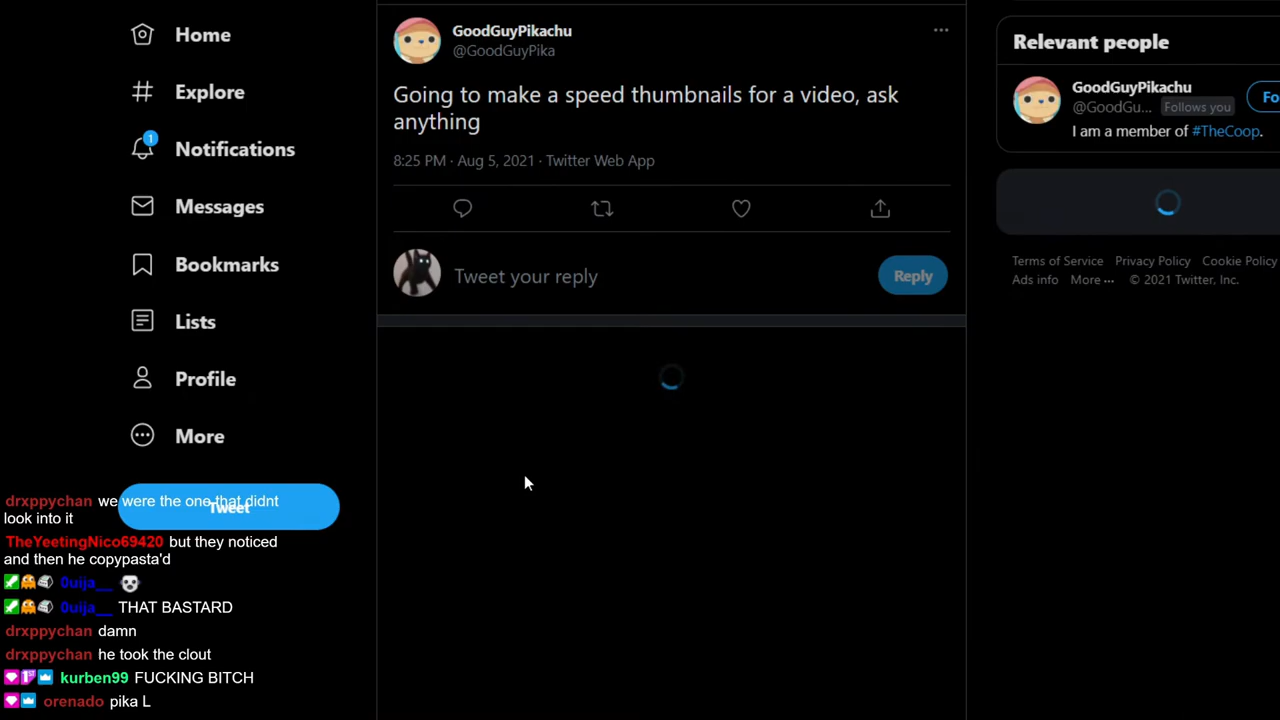 Home
Explore
1
Notifications
Messages
Bookmarks
Lists
Profile
More
Tweet
GoodGuyPikachu
@GoodGuyPika
Going to make a speed thumbnails for a video, ask
anything
8:25 PM · Aug 5, 2021 · Twitter Web App
Tweet your reply
Reply
Relevant people
GoodGuyPikachu
@GoodGu... Follows you
Fo
I am a member of #TheCoop.
Terms of Service Privacy Policy Cookie Policy
Ads info More ··· © 2021 Twitter, Inc.
drxppychan we were the one that didnt
look into it
TheYeetingNico69420 but they noticed
and then he copypasta'd
0uija__
0uija__ THAT BASTARD
drxppychan damn
drxppychan he took the clout
kurben99 FUCKING BITCH
orenado pika L